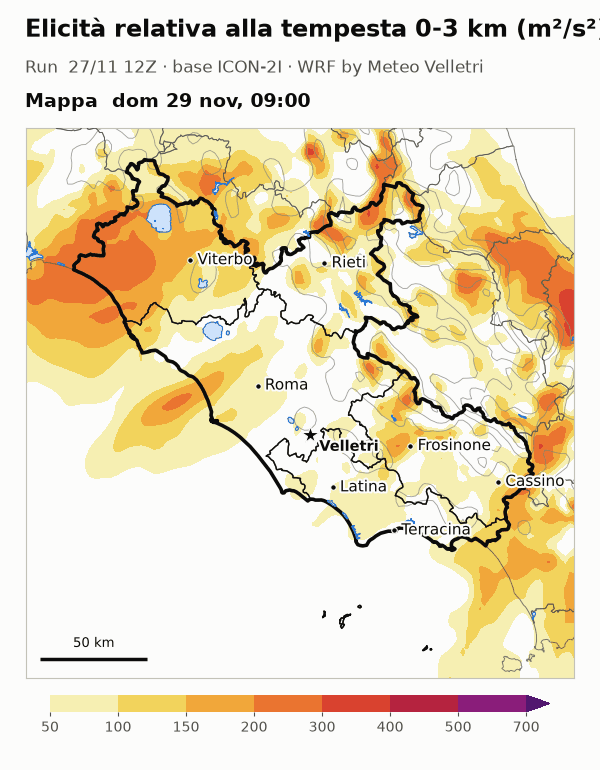 Elicità relativa alla tempesta 0-3 km (m²/s²)
Run 27/11 12Z · base ICON-2I · WRF by Meteo Velletri
Mappa dom 29 nov, 09:00
Viterbo
Rieti
Roma
Velletri
Frosinone
Cassino
Latina
Terracina
50 km
50 100 150 200 300 400 500 700